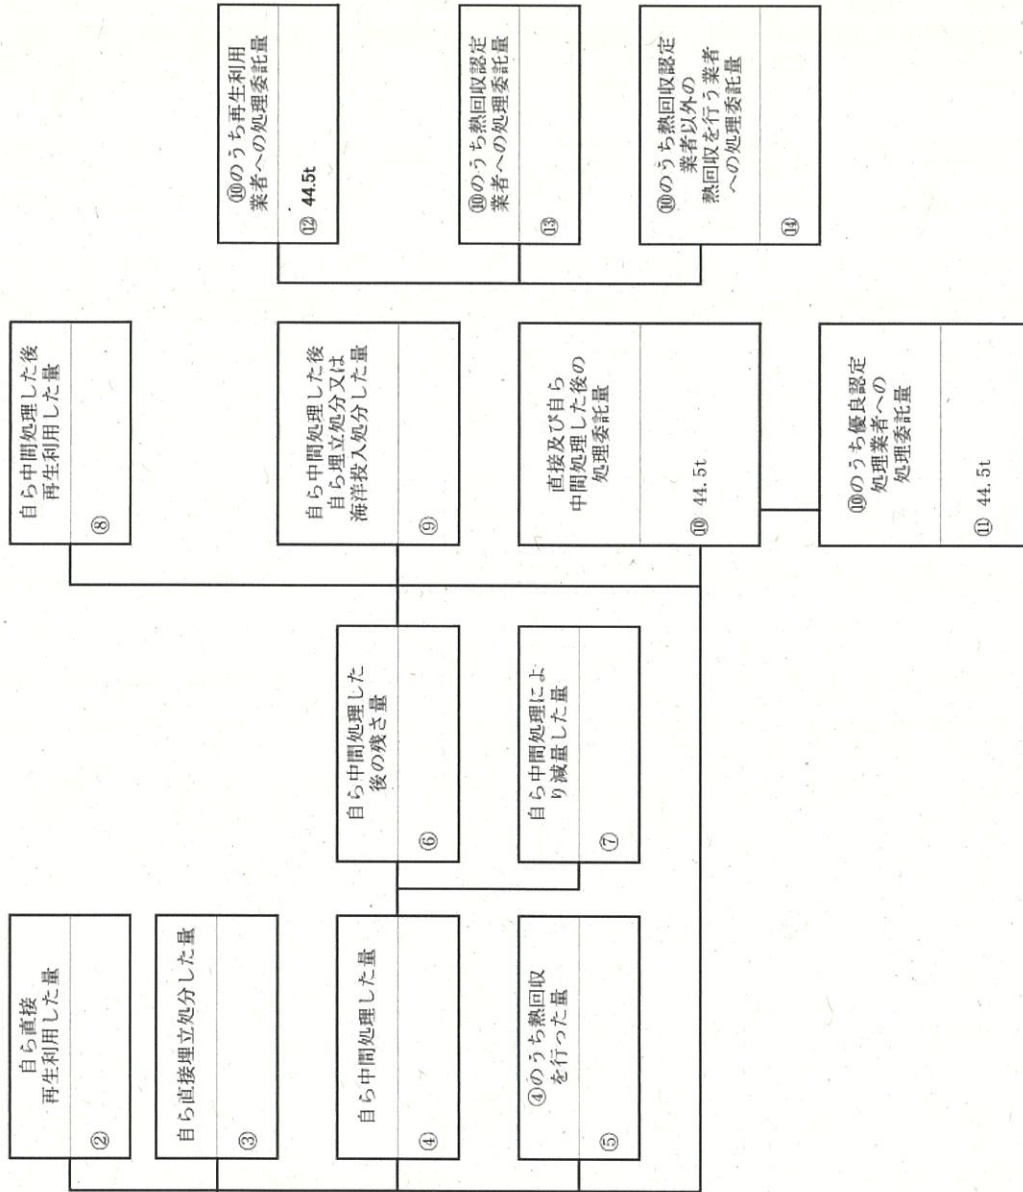 自ら直接
再生利用した量
②
自ら直接埋立処分した量
③
自ら中間処理した量
④
④のうち熱回収
を行った量
⑤
自ら中間処理した
後の残さ量
⑥
自ら中間処理によ
り減量した量
⑦
自ら中間処理した後
再生利用した量
⑧
自ら中間処理した後
自ら埋立処分又は
海洋投入処分した量
⑨
直接及び自ら
中間処理した後の
処理委託量
⑩ 44.5t
⑩のうち優良認定
処理業者への
処理委託量
⑪ 44.5t
⑩のうち再生利用
業者への処理委託量
⑫ 44.5t
⑩のうち熱回収認定
業者への処理委託量
⑬
⑩のうち熱回収認定
業者以外の
熱回収を行う業者
への処理委託量
⑭